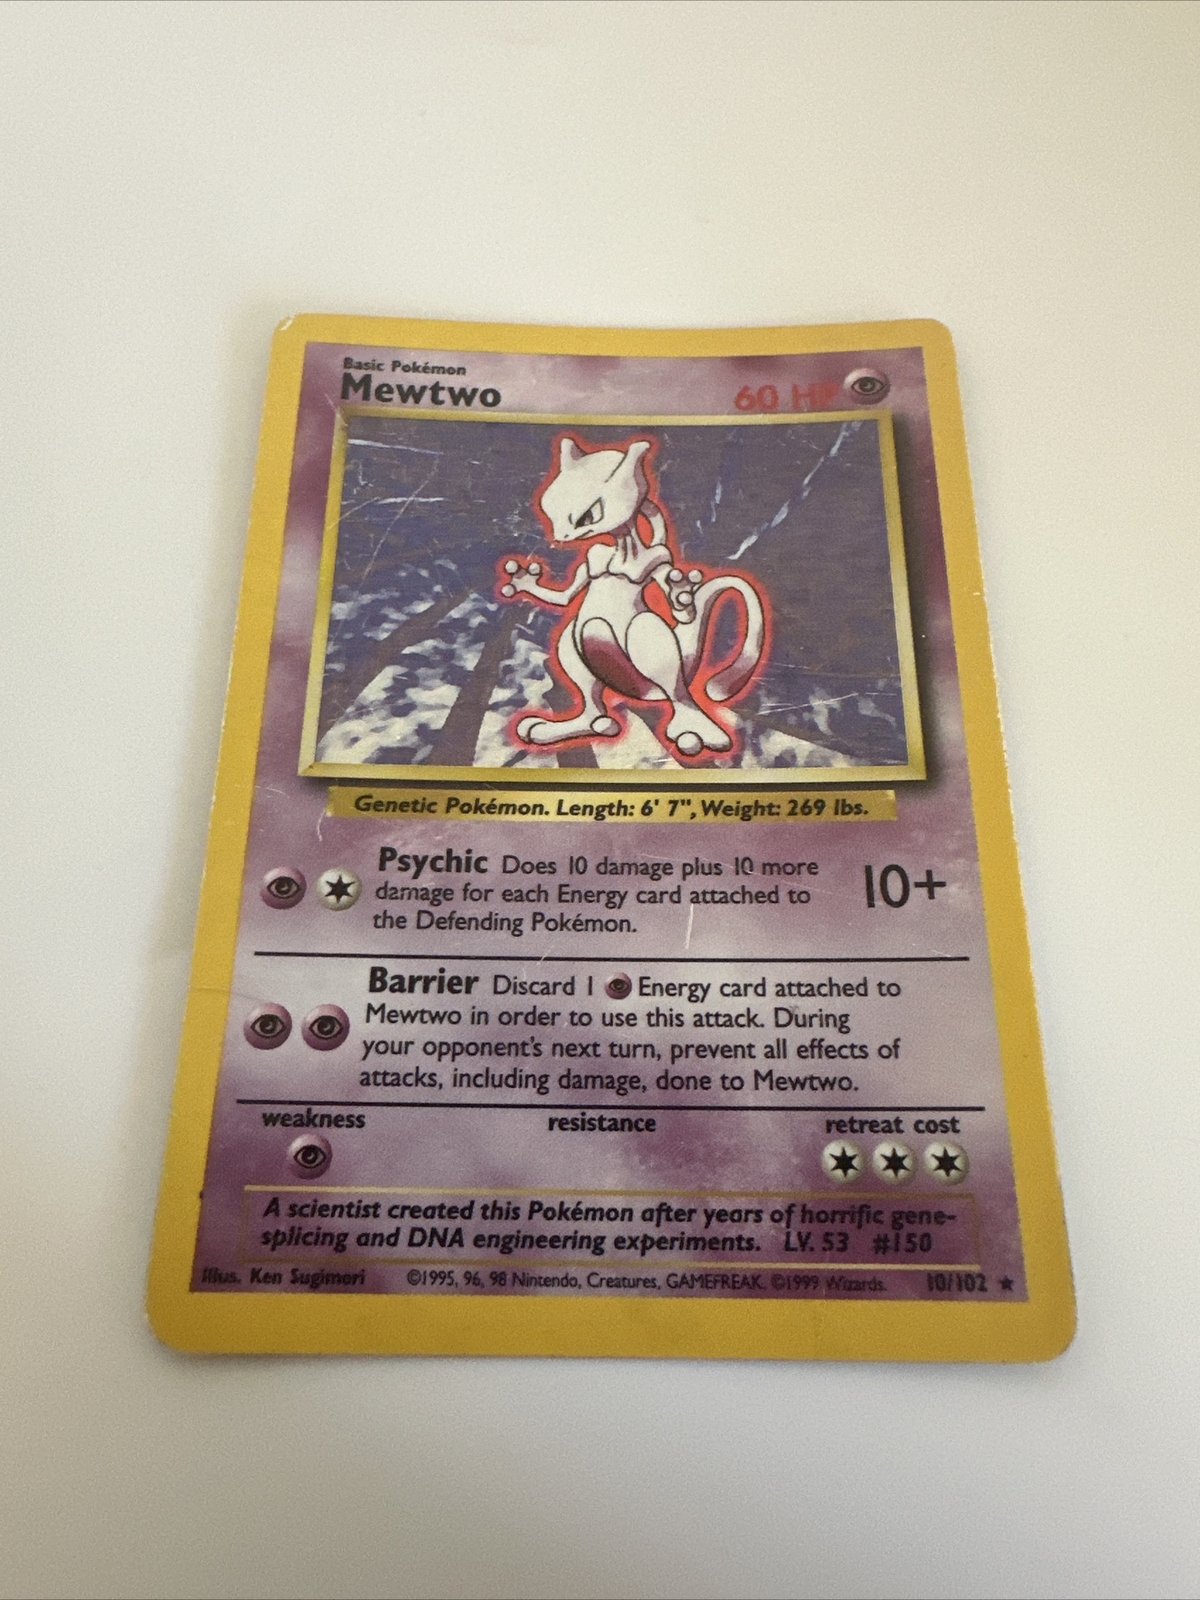 Basic Pokémon
Mewtwo 60 HP
Genetic Pokémon. Length: 6' 7", Weight: 269 lbs.
Psychic Does 10 damage plus 10 more
damage for each Energy card attached to
the Defending Pokémon.
10+
Barrier Discard 1 Energy card attached to
Mewtwo in order to use this attack. During
your opponent's next turn, prevent all effects of
attacks, including damage, done to Mewtwo.
weakness resistance retreat cost
A scientist created this Pokémon after years of horrific gene-
splicing and DNA engineering experiments. LV. 53 #150
Illus. Ken Sugimori ©1995, 96, 98 Nintendo, Creatures, GAMEFREAK. ©1999 Wizards. 10/102 ★